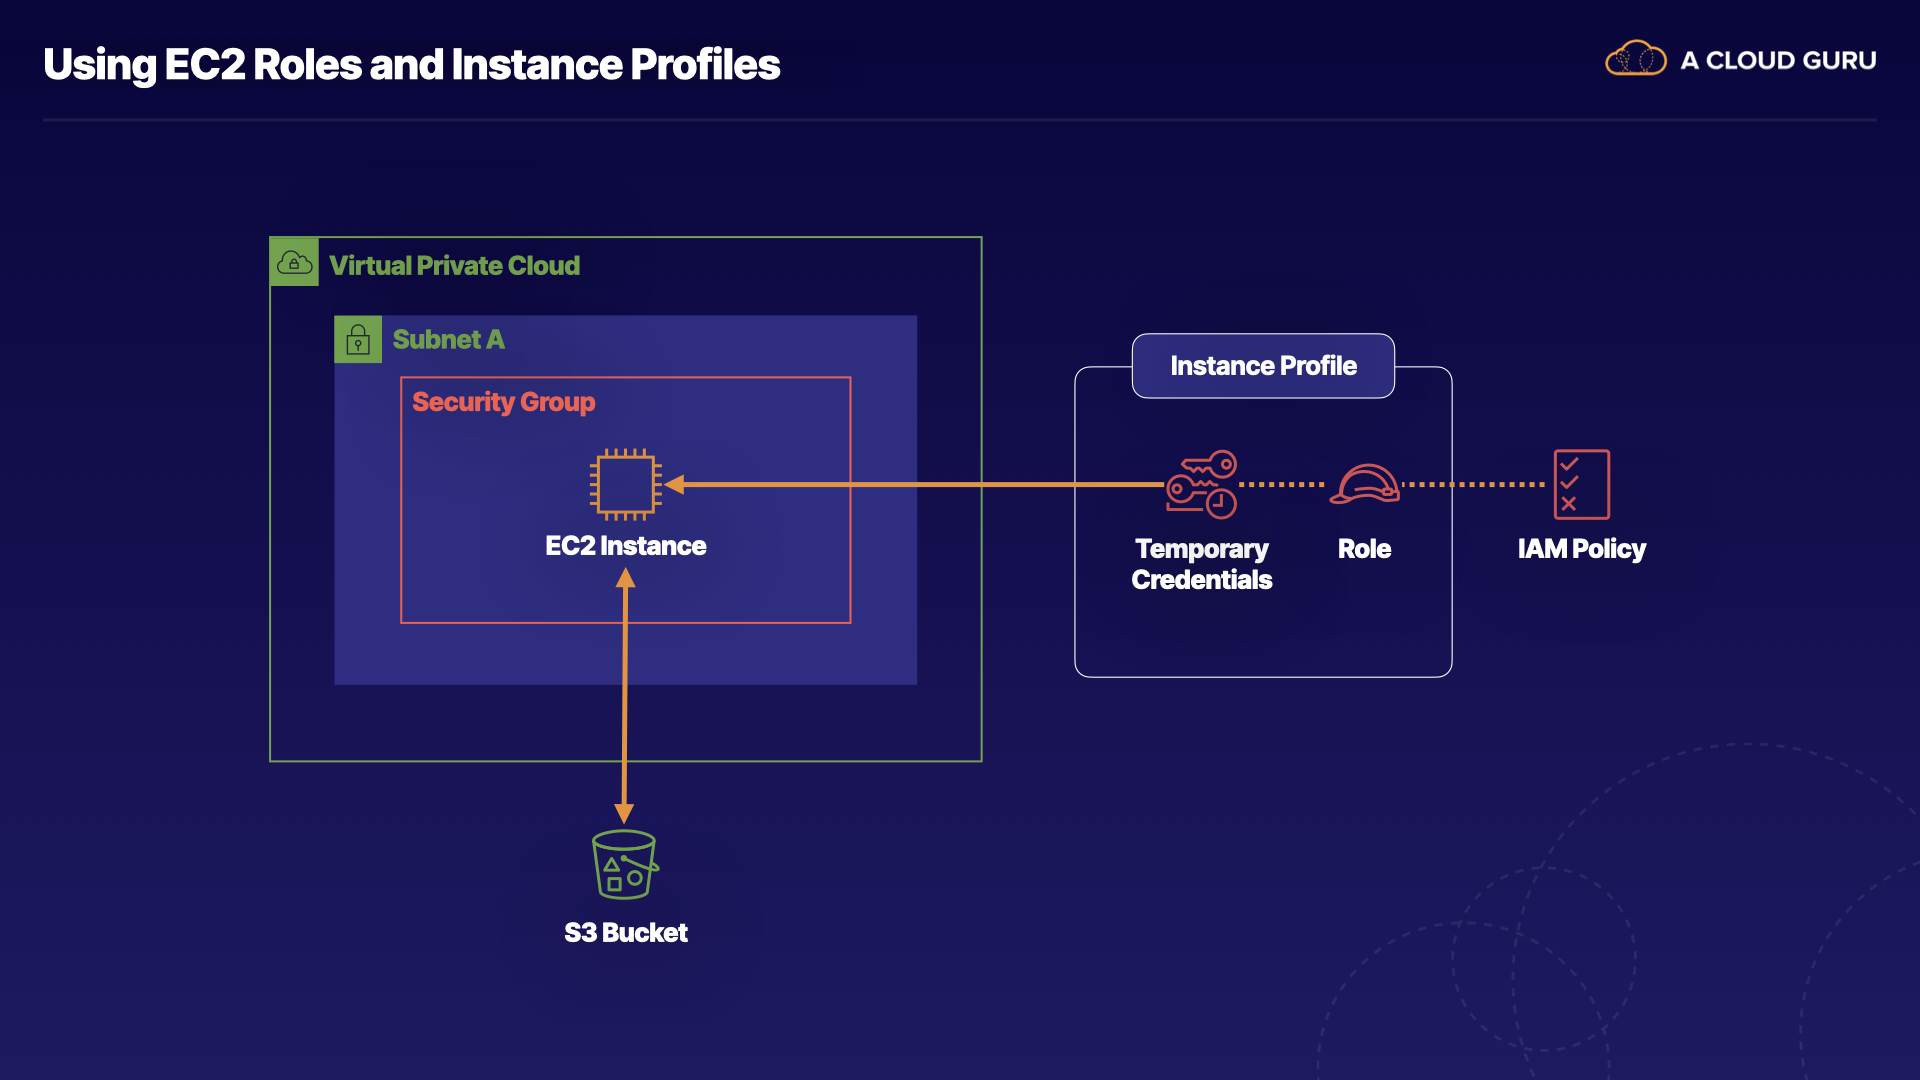 Using EC2 Roles and Instance Profiles
A CLOUD GURU
Virtual Private Cloud
Subnet A
Security Group
EC2 Instance
S3 Bucket
Instance Profile
Temporary
Credentials
Role
IAM Policy